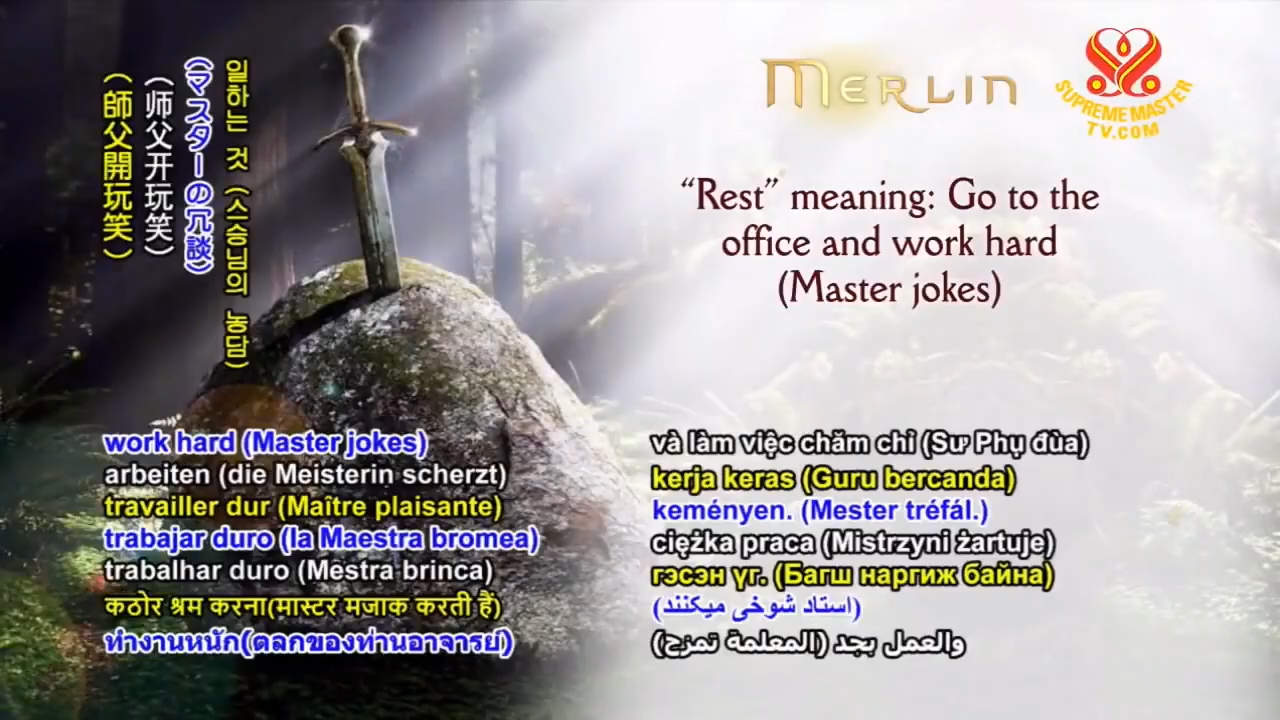 MERLIN
SUPREME MASTER
TV.COM
“Rest” meaning: Go to the
office and work hard
(Master jokes)
일하는 것 (스승님의 농담)
(マスターの冗談)
(师父开玩笑)
(師父開玩笑)
work hard (Master jokes)
arbeiten (die Meisterin scherzt)
travailler dur (Maître plaisante)
trabajar duro (la Maestra bromea)
trabalhar duro (Mestra brinca)
कठोर श्रम करना(मास्टर मजाक करती हैं)
ทำงานหนัก(ตลกของท่านอาจารย์)
và làm việc chăm chỉ (Sư Phụ đùa)
kerja keras (Guru bercanda)
keményen. (Mester tréfál.)
ciężka praca (Mistrzyni żartuje)
гэсэн үг. (Багш наргиж байна)
(استاد شوخی میکنند)
والعمل بجد (المعلمة تمزح)